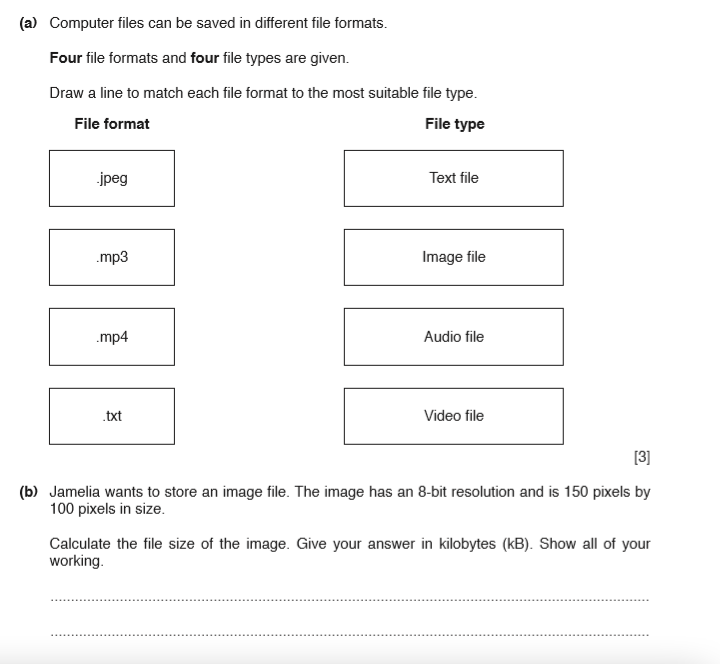 (a) Computer files can be saved in different file formats.
Four file formats and four file types are given.
Draw a line to match each file format to the most suitable file type.
File format File type
.jpeg Text file
.mp3 Image file
.mp4 Audio file
.txt Video file
[3]
(b) Jamelia wants to store an image file. The image has an 8-bit resolution and is 150 pixels by
100 pixels in size.
Calculate the file size of the image. Give your answer in kilobytes (kB). Show all of your
working.